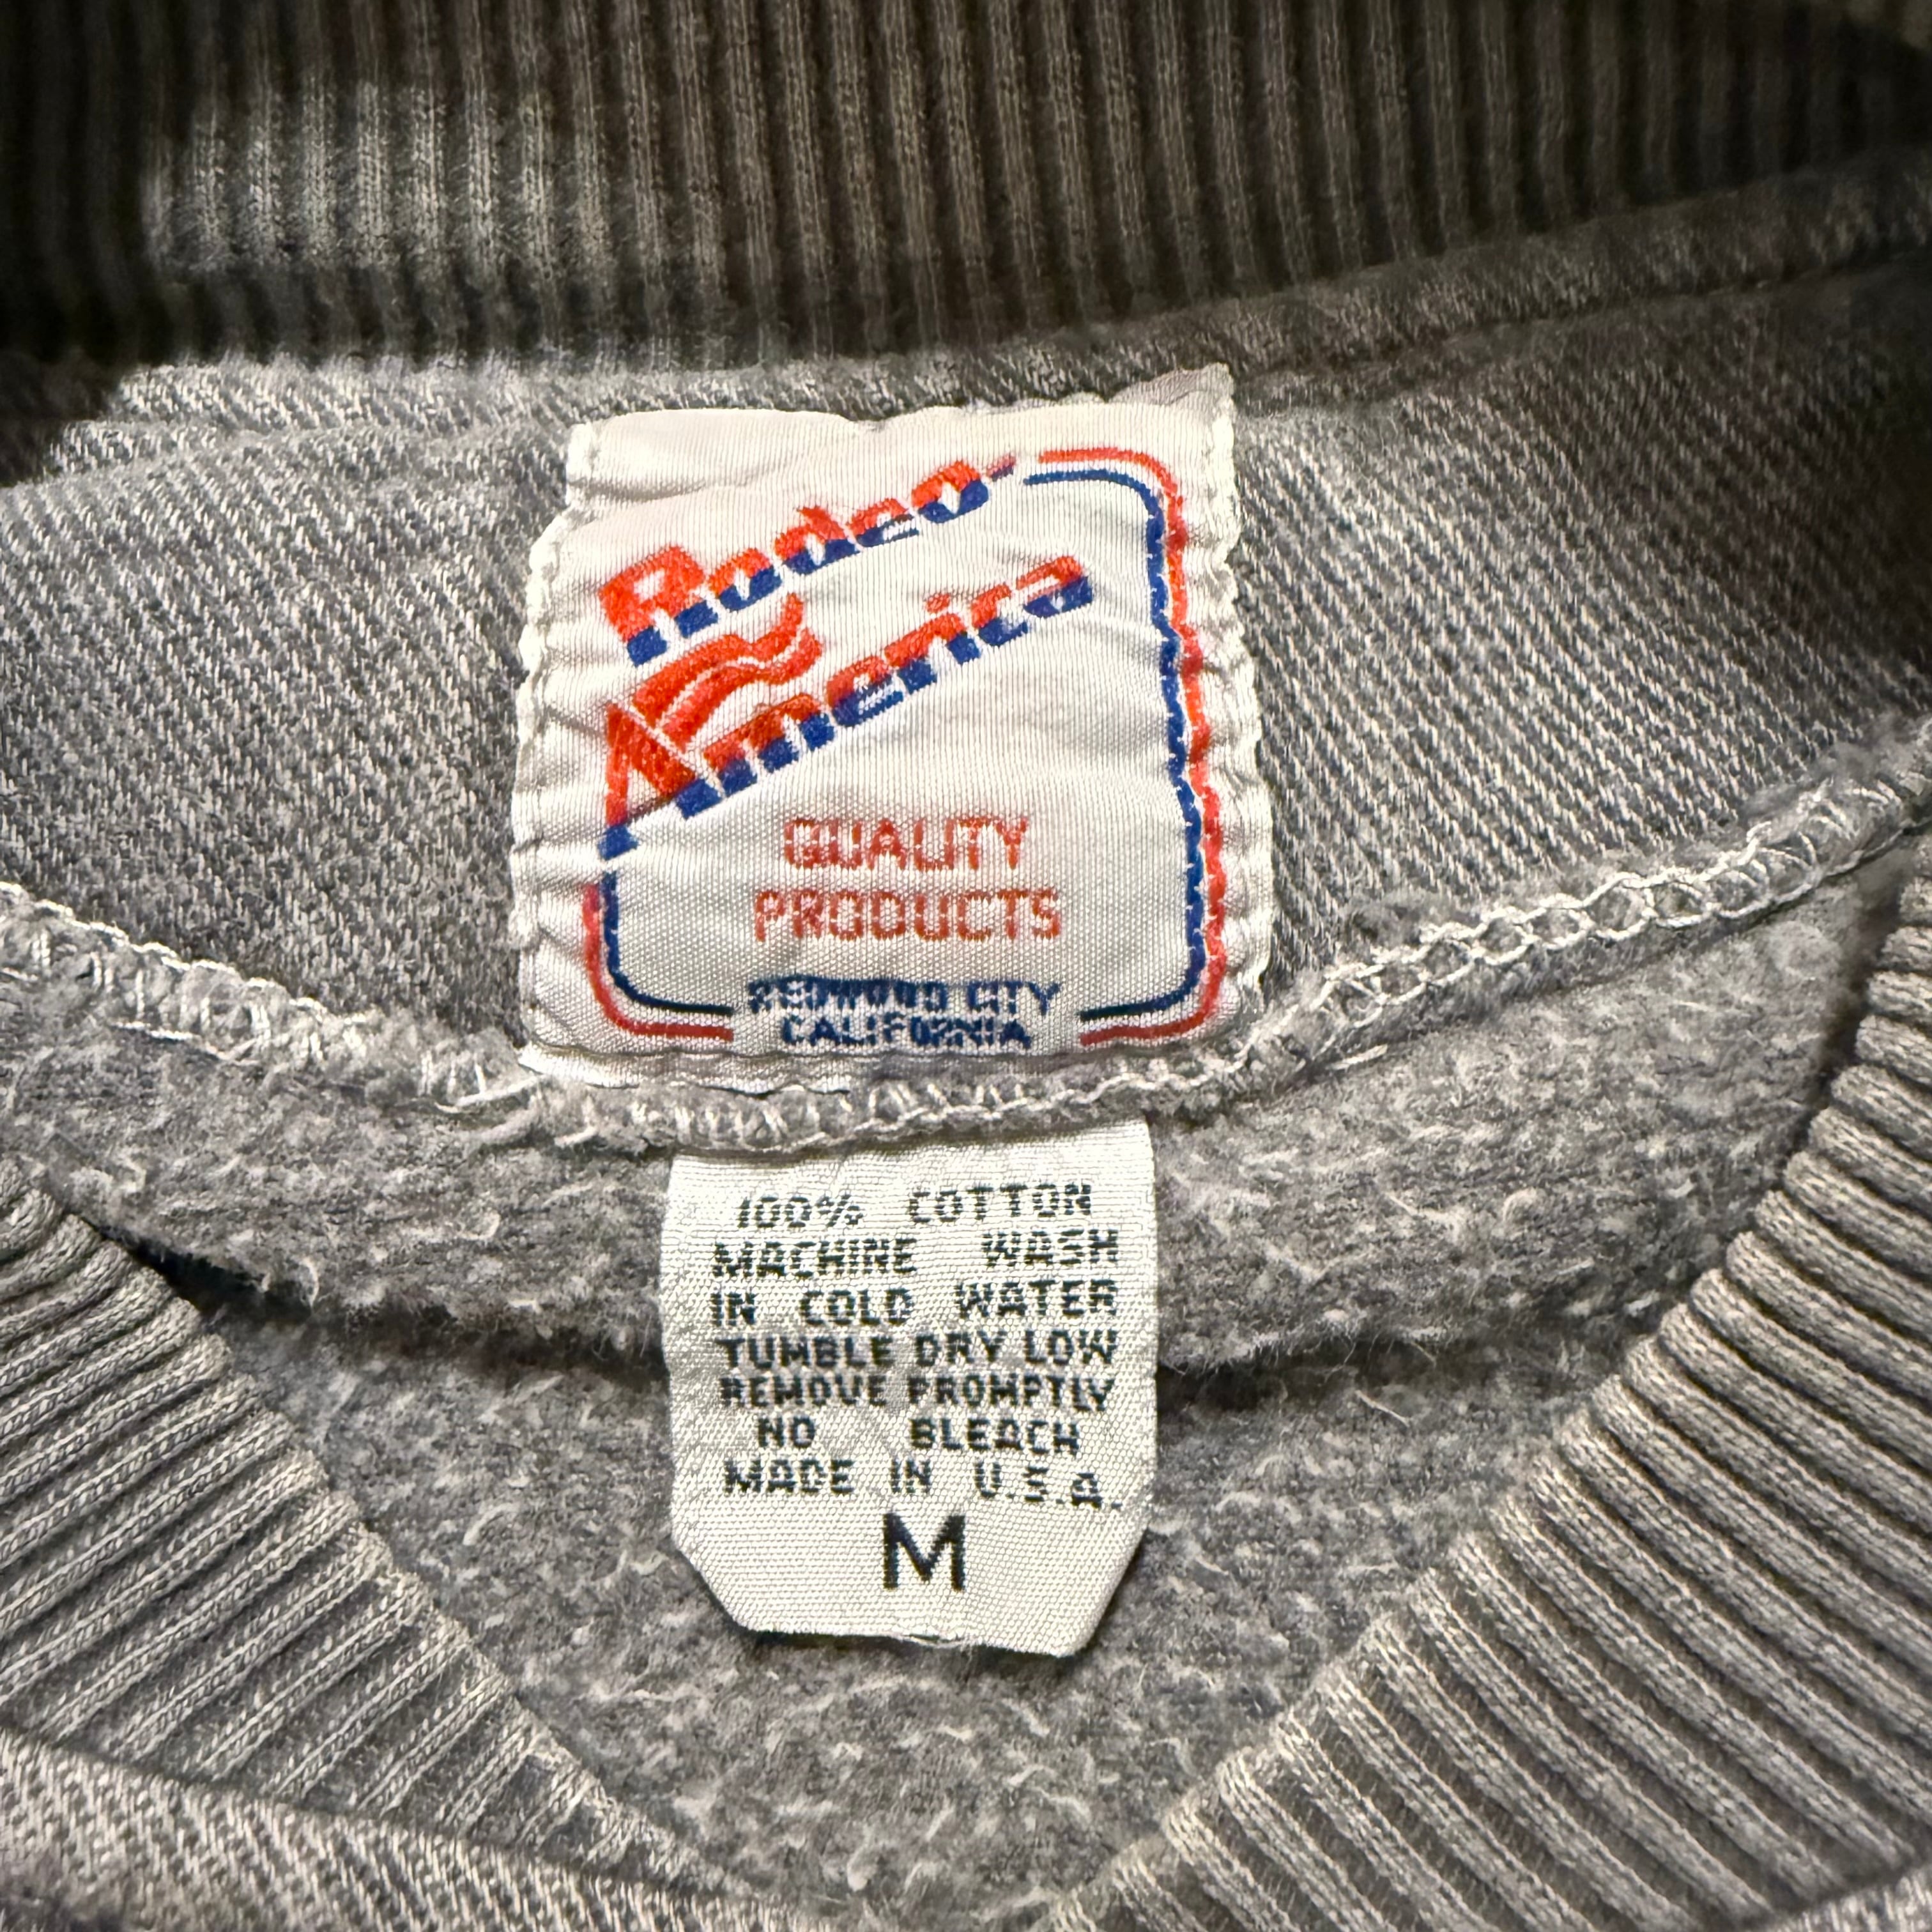 Rodeo
America
QUALITY
PRODUCTS
REDWOOD CITY
CALIFORNIA
100% COTTON
MACHINE WASH
IN COLD WATER
TUMBLE DRY LOW
REMOVE PROMPTLY
NO BLEACH
MADE IN U.S.A.
M